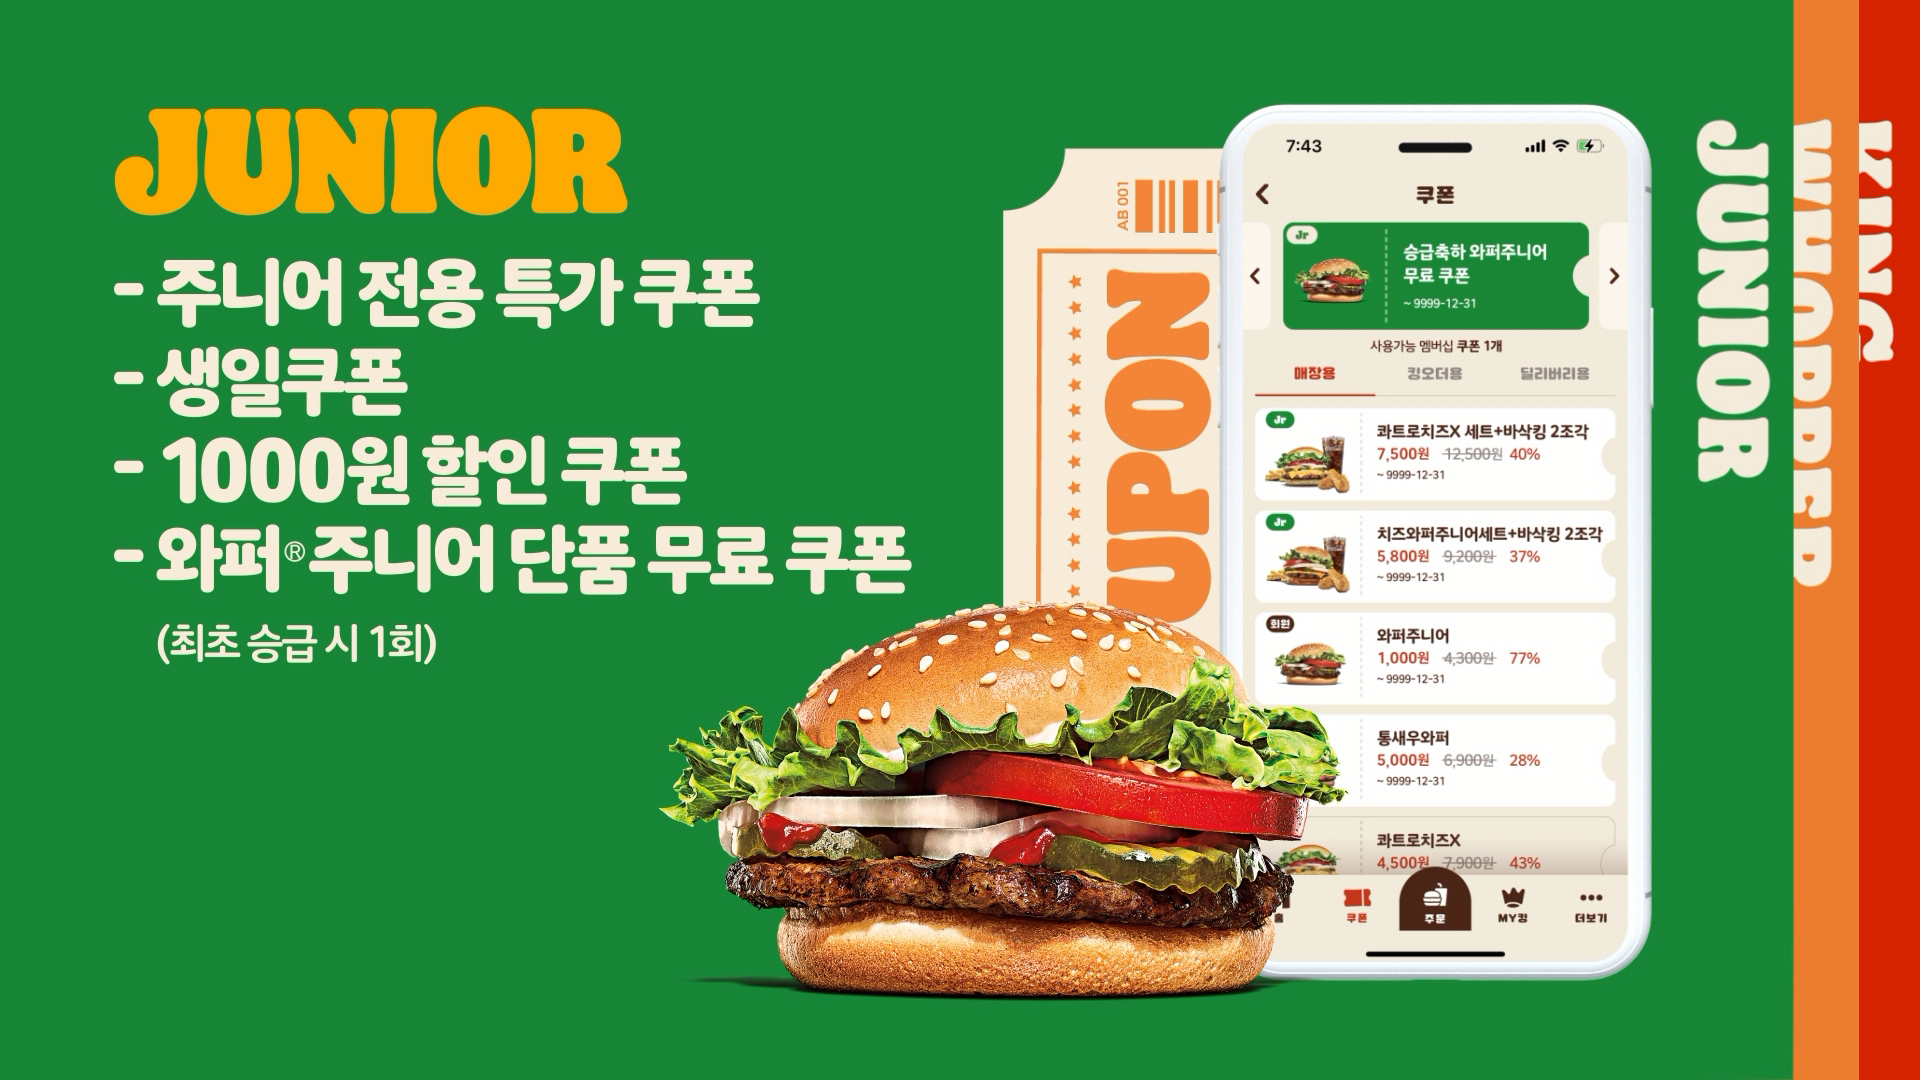 JUNIOR
- 주니어 전용 특가 쿠폰
- 생일쿠폰
- 1000원 할인 쿠폰
- 와퍼®주니어 단품 무료 쿠폰
(최초 승급 시 1회)
AB 001
UPON
7:43
쿠폰
Jr
승급축하 와퍼주니어
무료 쿠폰
~ 9999-12-31
사용가능 멤버십 쿠폰 1개
매장용 킹오더용 딜리버리용
Jr
콰트로치즈X 세트+바삭킹 2조각
7,500원 12,500원 40%
~ 9999-12-31
Jr
치즈와퍼주니어세트+바삭킹 2조각
5,800원 9,200원 37%
~ 9999-12-31
회원
와퍼주니어
1,000원 4,300원 77%
~ 9999-12-31
통새우와퍼
5,000원 6,900원 28%
~ 9999-12-31
콰트로치즈X
4,500원 7,900원 43%
홈 쿠폰 주문 MY킹 더보기
JUNIOR
WHOPPER
KING